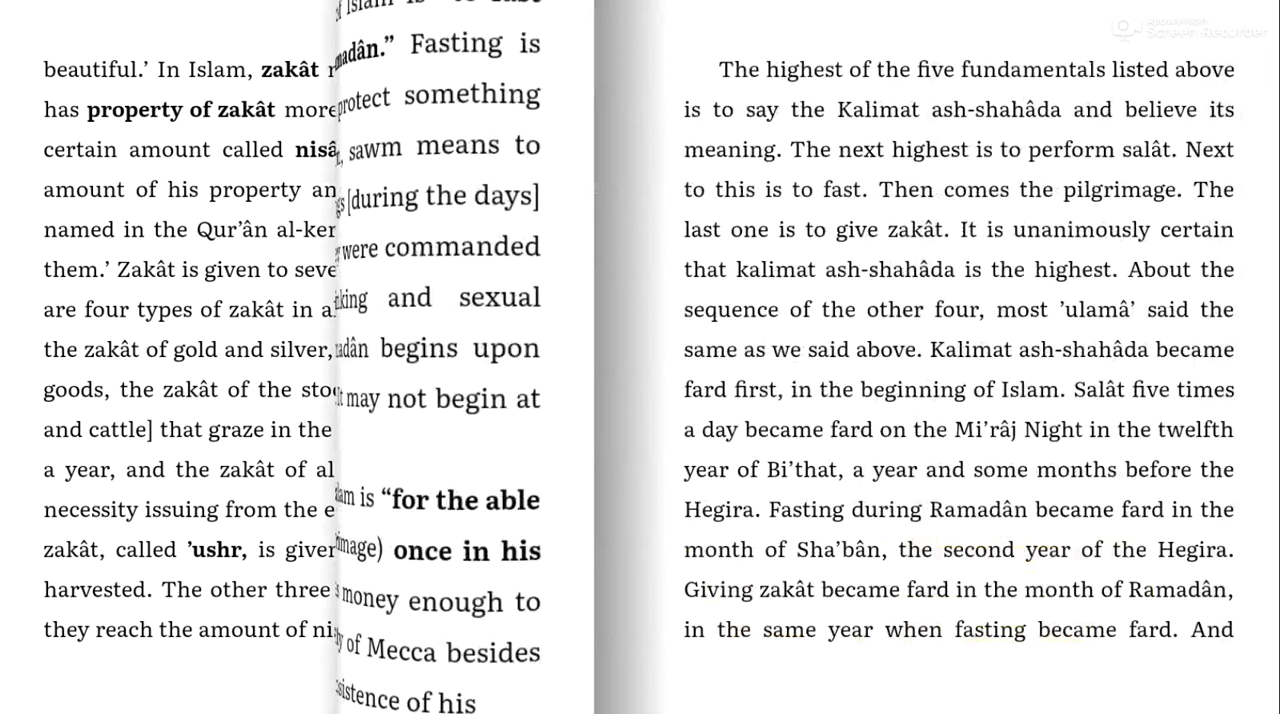 beautiful.’ In Islam, zakât
has property of zakât more
certain amount called nisâ
amount of his property an
named in the Qur’ân al-ker
them.’ Zakât is given to seve
are four types of zakât in a
the zakât of gold and silver,
goods, the zakât of the sto
and cattle] that graze in the
a year, and the zakât of al
necessity issuing from the e
zakât, called ’ushr, is given
harvested. The other three
they reach the amount of ni
madân.” Fasting is
protect something
sawm means to
[during the days]
were commanded
and sexual
begins upon
may not begin at
is “for the able
once in his
money enough to
of Mecca besides
of his
The highest of the five fundamentals listed above
is to say the Kalimat ash-shahâda and believe its
meaning. The next highest is to perform salât. Next
to this is to fast. Then comes the pilgrimage. The
last one is to give zakât. It is unanimously certain
that kalimat ash-shahâda is the highest. About the
sequence of the other four, most ’ulamâ’ said the
same as we said above. Kalimat ash-shahâda became
fard first, in the beginning of Islam. Salât five times
a day became fard on the Mi’râj Night in the twelfth
year of Bi’that, a year and some months before the
Hegira. Fasting during Ramadân became fard in the
month of Sha’bân, the second year of the Hegira.
Giving zakât became fard in the month of Ramadân,
in the same year when fasting became fard. And
Apowersoft
Screen Recorder